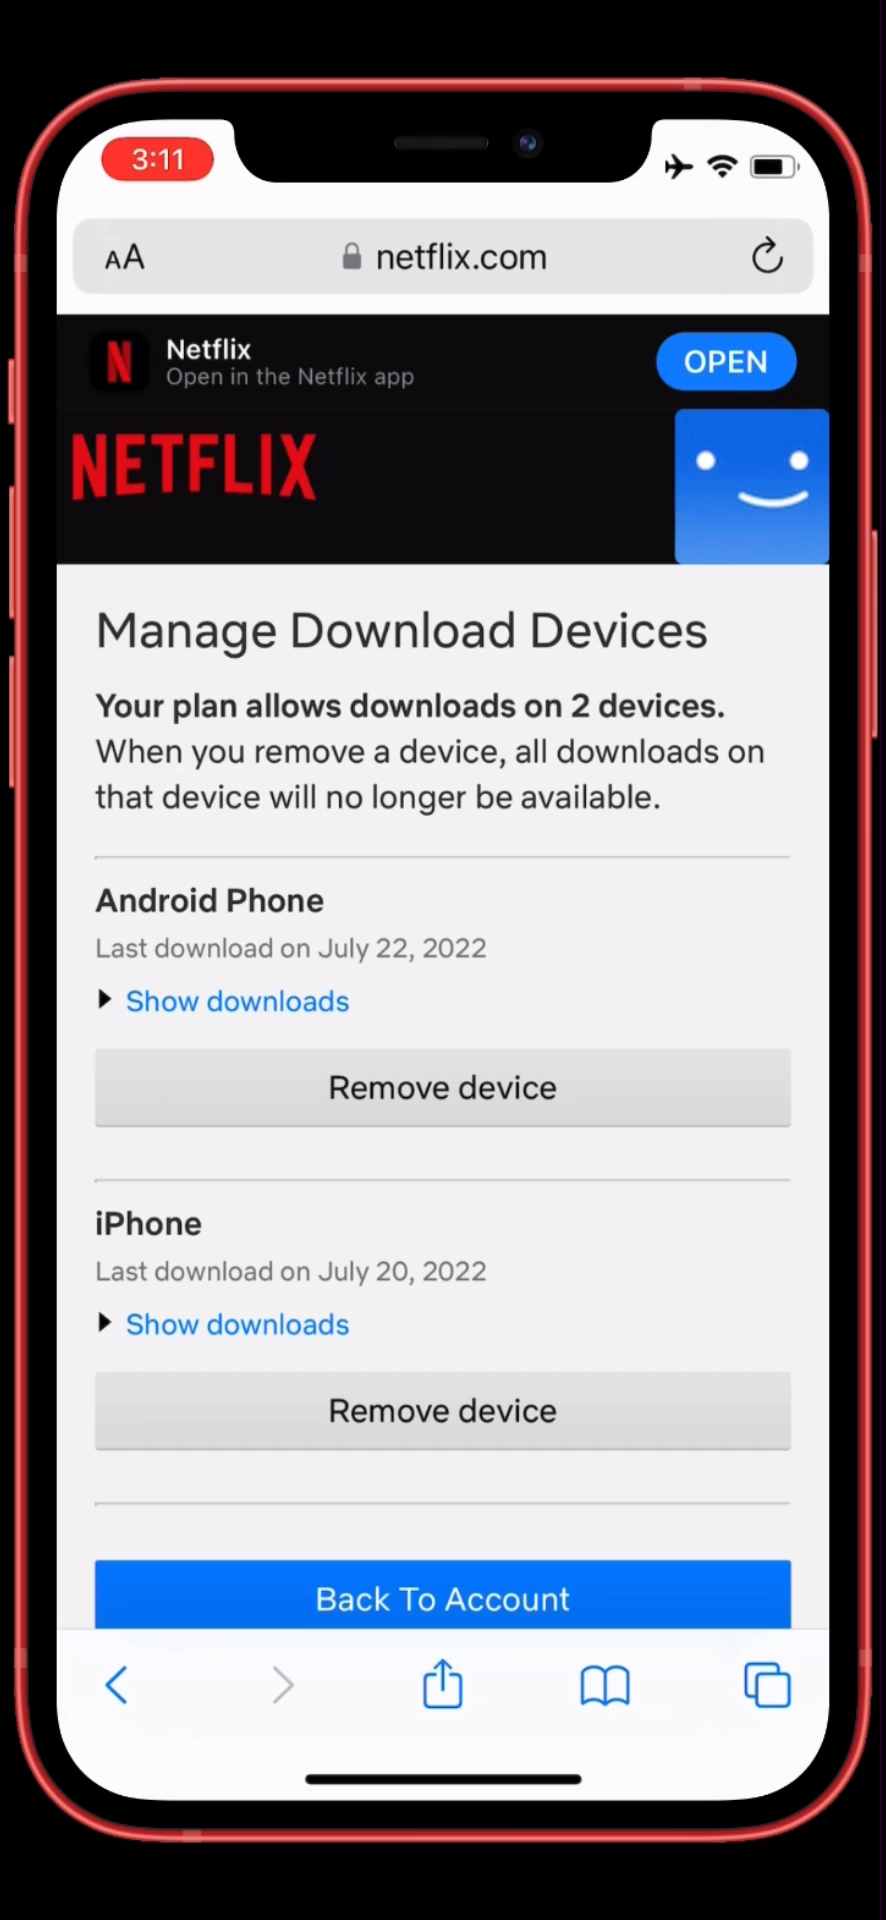 3:11
AA netflix.com
Netflix
Open in the Netflix app
OPEN
N
NETFLIX
Manage Download Devices
Your plan allows downloads on 2 devices.
When you remove a device, all downloads on
that device will no longer be available.
Android Phone
Last download on July 22, 2022
Show downloads
Remove device
iPhone
Last download on July 20, 2022
Show downloads
Remove device
Back To Account